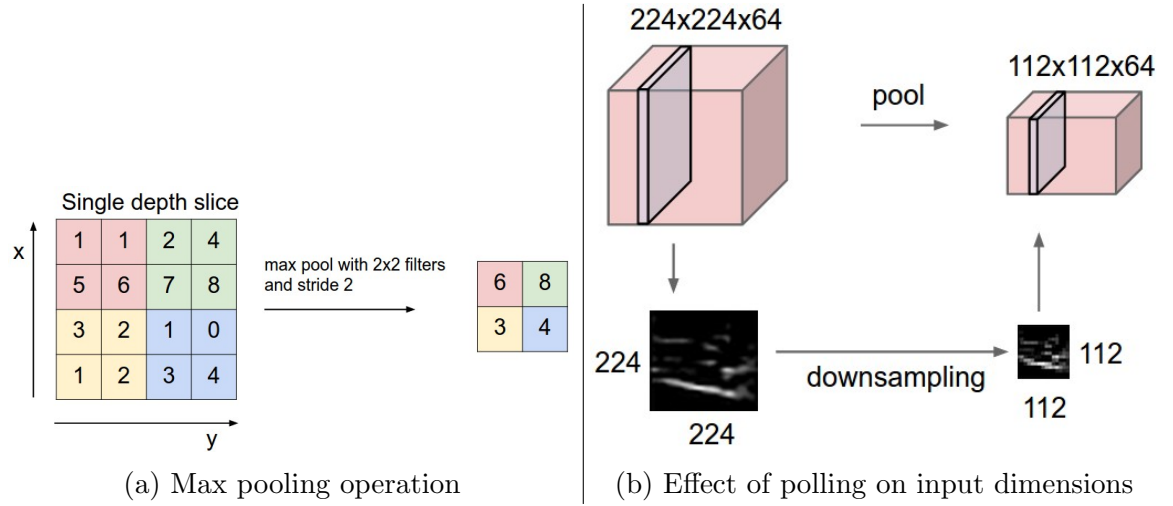 Single depth slice
x
1 1 2 4
5 6 7 8
3 2 1 0
1 2 3 4
y
max pool with 2x2 filters
and stride 2
6 8
3 4
(a) Max pooling operation
224x224x64
pool
112x112x64
224
224
downsampling
112
112
(b) Effect of polling on input dimensions